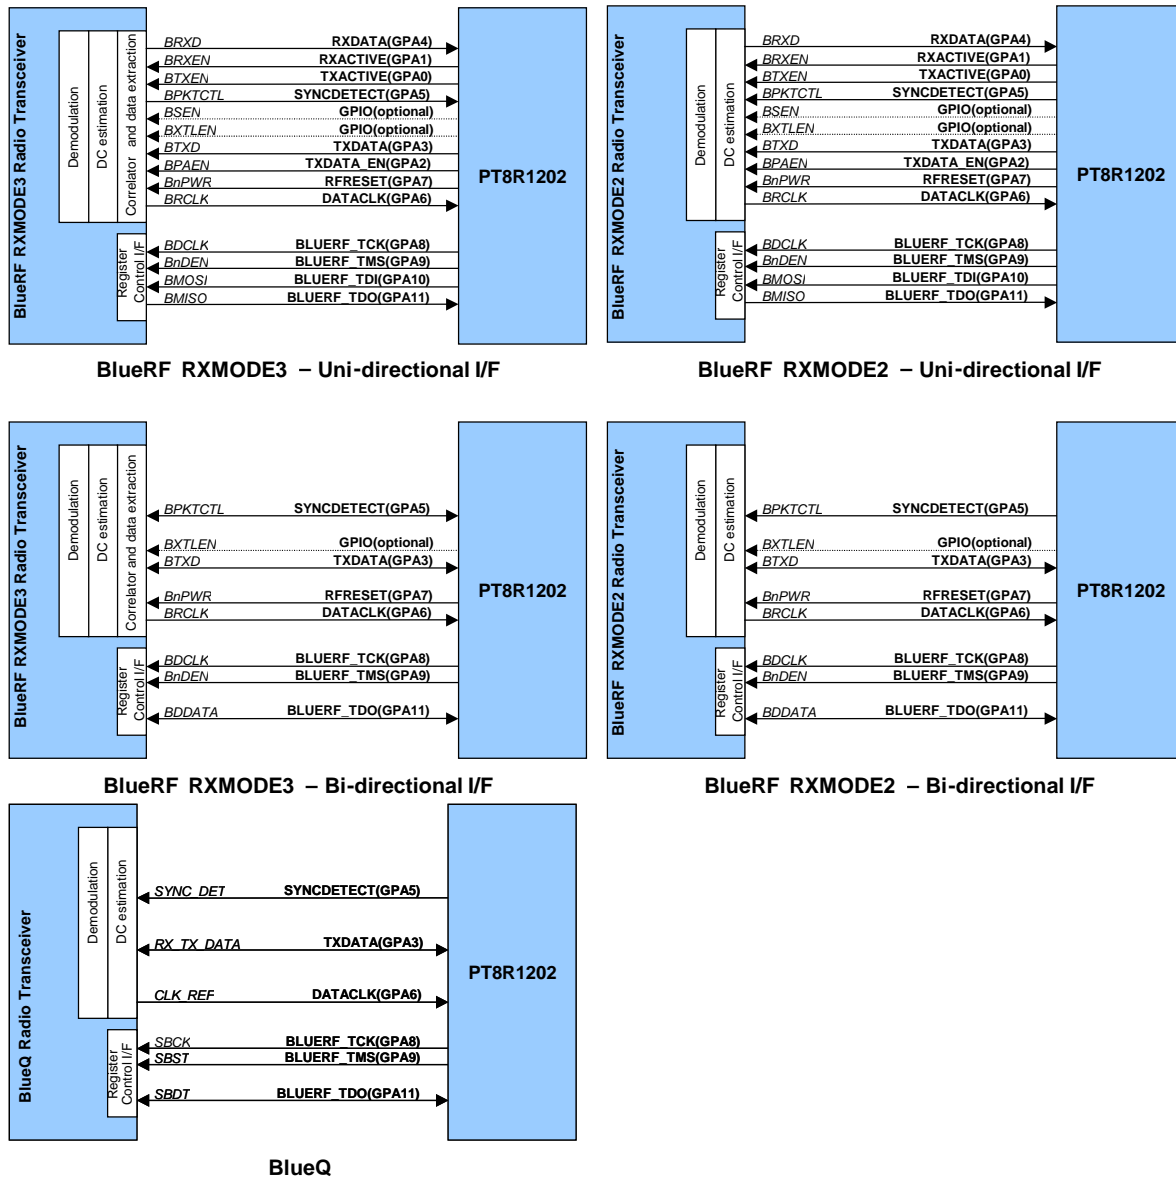 BlueRF RXMODE3 Radio Transceiver
Demodulation
DC estimation
Correlator and data extraction
Register
Control I/F
BRXD RXDATA(GPA4)
BRXEN RXACTIVE(GPA1)
BTXEN TXACTIVE(GPA0)
BPKTCTL SYNCDETECT(GPA5)
BSEN GPIO(optional)
BXTLEN GPIO(optional)
BTXD TXDATA(GPA3)
BPAEN TXDATA_EN(GPA2)
BnPWR RFRESET(GPA7)
BRCLK DATACLK(GPA6)
BDCLK BLUERF_TCK(GPA8)
BnDEN BLUERF_TMS(GPA9)
BMOSI BLUERF_TDI(GPA10)
BMISO BLUERF_TDO(GPA11)
PT8R1202
BlueRF RXMODE3 – Uni-directional I/F
BlueRF RXMODE2 Radio Transceiver
Demodulation
DC estimation
Register
Control I/F
BRXD RXDATA(GPA4)
BRXEN RXACTIVE(GPA1)
BTXEN TXACTIVE(GPA0)
BPKTCTL SYNCDETECT(GPA5)
BSEN GPIO(optional)
BXTLEN GPIO(optional)
BTXD TXDATA(GPA3)
BPAEN TXDATA_EN(GPA2)
BnPWR RFRESET(GPA7)
BRCLK DATACLK(GPA6)
BDCLK BLUERF_TCK(GPA8)
BnDEN BLUERF_TMS(GPA9)
BMOSI BLUERF_TDI(GPA10)
BMISO BLUERF_TDO(GPA11)
PT8R1202
BlueRF RXMODE2 – Uni-directional I/F
BlueRF RXMODE3 Radio Transceiver
Demodulation
DC estimation
Correlator and data extraction
Register
Control I/F
BPKTCTL SYNCDETECT(GPA5)
BXTLEN GPIO(optional)
BTXD TXDATA(GPA3)
BnPWR RFRESET(GPA7)
BRCLK DATACLK(GPA6)
BDCLK BLUERF_TCK(GPA8)
BnDEN BLUERF_TMS(GPA9)
BDDATA BLUERF_TDO(GPA11)
PT8R1202
BlueRF RXMODE3 – Bi-directional I/F
BlueRF RXMODE2 Radio Transceiver
Demodulation
DC estimation
Register
Control I/F
BPKTCTL SYNCDETECT(GPA5)
BXTLEN GPIO(optional)
BTXD TXDATA(GPA3)
BnPWR RFRESET(GPA7)
BRCLK DATACLK(GPA6)
BDCLK BLUERF_TCK(GPA8)
BnDEN BLUERF_TMS(GPA9)
BDDATA BLUERF_TDO(GPA11)
PT8R1202
BlueRF RXMODE2 – Bi-directional I/F
BlueQ Radio Transceiver
Demodulation
DC estimation
Register
Control I/F
SYNC_DET SYNCDETECT(GPA5)
RX_TX_DATA TXDATA(GPA3)
CLK_REF DATACLK(GPA6)
SBCK BLUERF_TCK(GPA8)
SBST BLUERF_TMS(GPA9)
SBDT BLUERF_TDO(GPA11)
PT8R1202
BlueQ